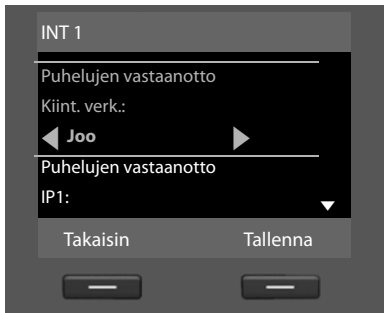 INT 1
Puhelujen vastaanotto
Kiint. verk.:
Joo
Puhelujen vastaanotto
IP1:
Takaisin Tallenna